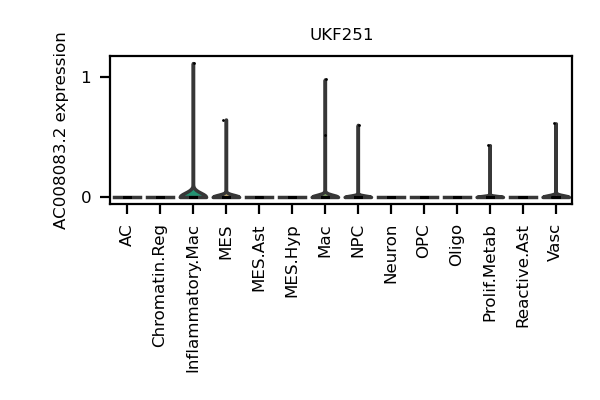 UKF251
AC008083.2 expression
1
0
AC
Chromatin.Reg
Inflammatory.Mac
MES
MES.Ast
MES.Hyp
Mac
NPC
Neuron
OPC
Oligo
Prolif.Metab
Reactive.Ast
Vasc